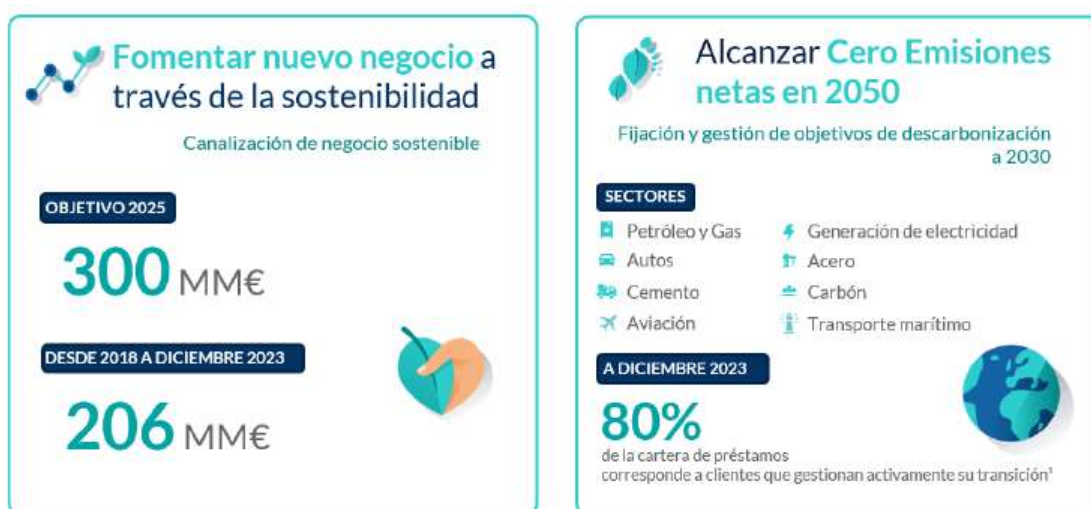 Fomentar nuevo negocio a
través de la sostenibilidad
Canalización de negocio sostenible
OBJETIVO 2025
300 MM€
DESDE 2018 A DICIEMBRE 2023
206 MM€
Alcanzar Cero Emisiones
netas en 2050
Fijación y gestión de objetivos de descarbonización
a 2030
SECTORES
Petróleo y Gas
Autos
Cemento
Aviación
Generación de electricidad
Acero
Carbón
Transporte marítimo
A DICIEMBRE 2023
80%
de la cartera de préstamos
corresponde a clientes que gestionan activamente su transición¹